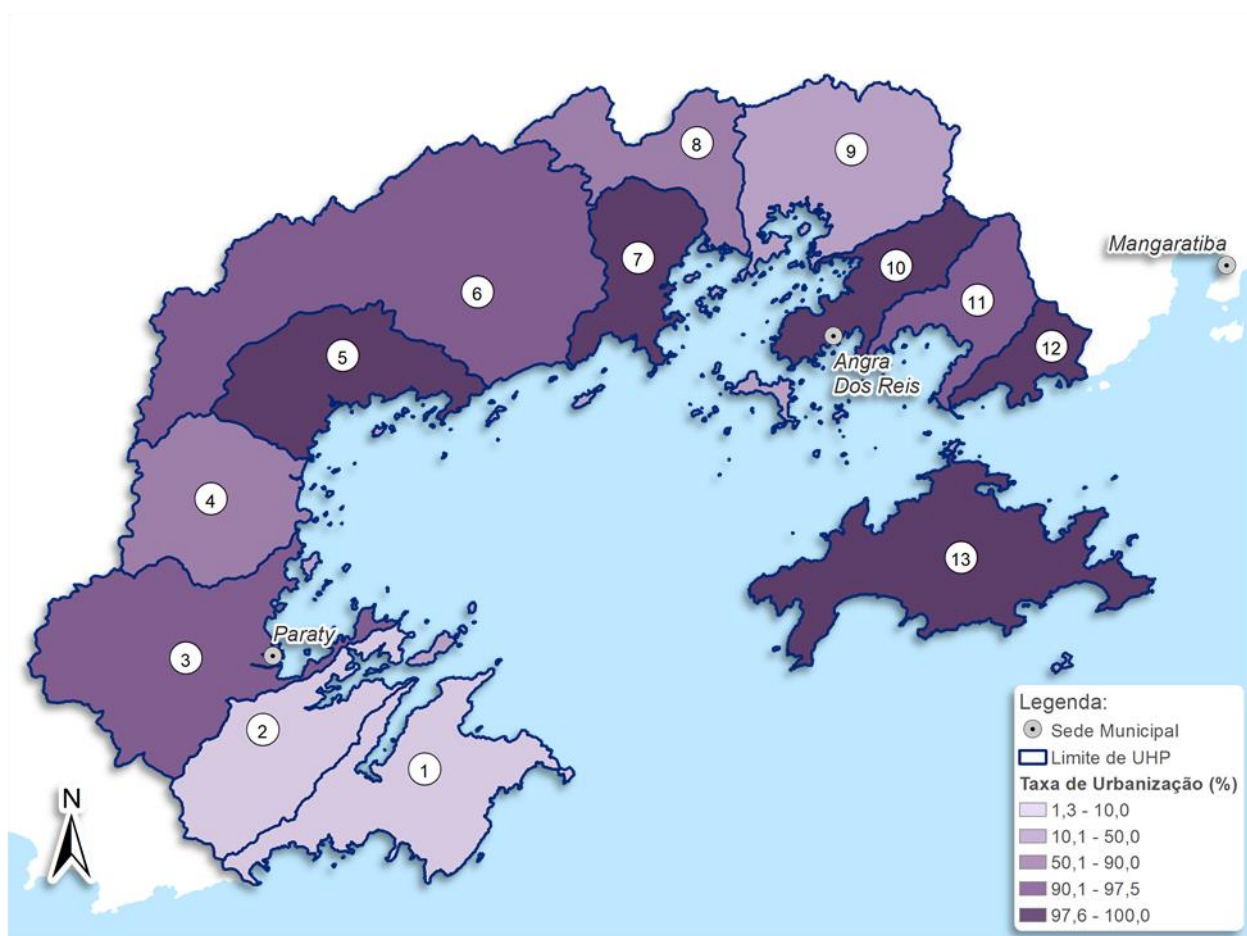 8
9
Mangaratiba
7
10
6
11
5
12
Angra
Dos Reis
4
13
Paraty
3
2
1
N
Legenda:
Sede Municipal
Limite de UHP
Taxa de Urbanização (%)
1,3 - 10,0
10,1 - 50,0
50,1 - 90,0
90,1 - 97,5
97,6 - 100,0